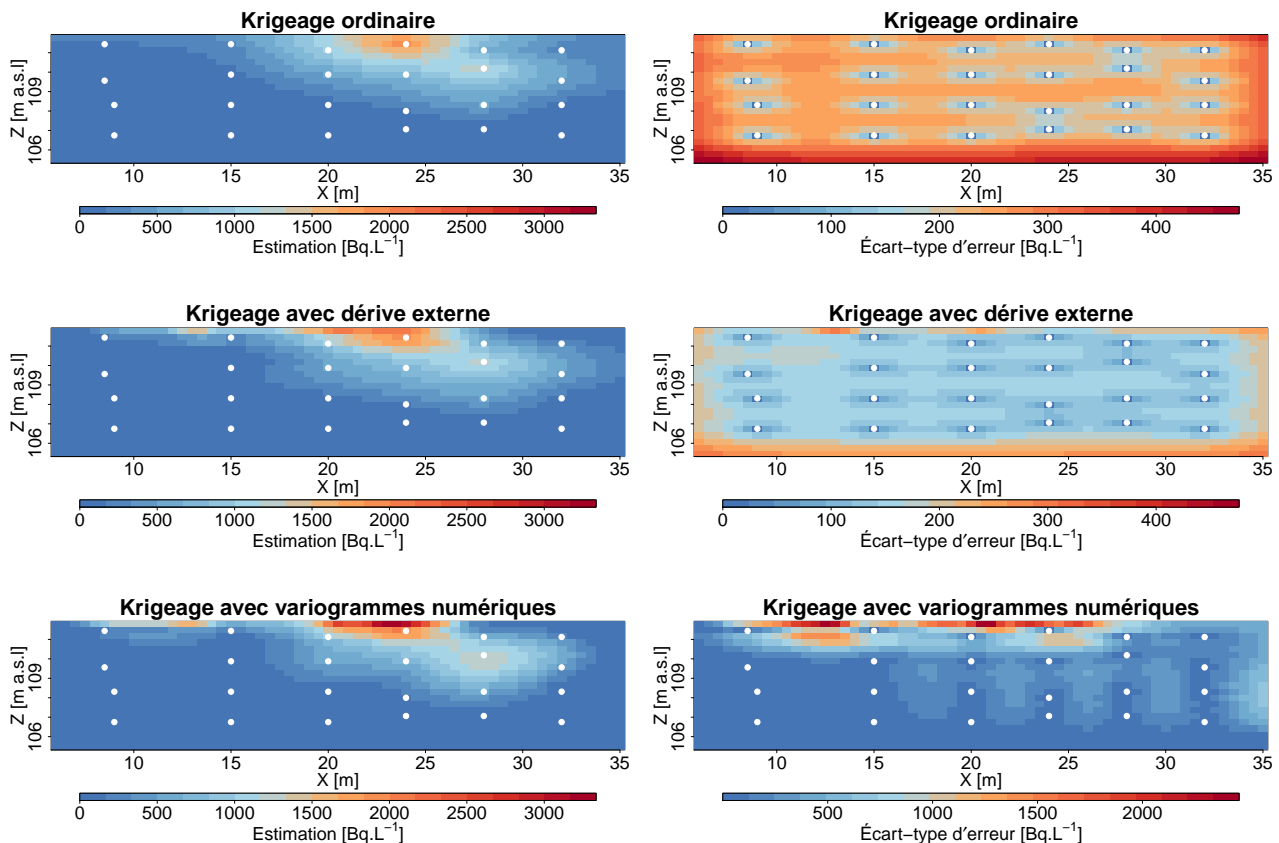 Krigeage ordinaire
Z [m a.s.l]
109
106
10 15 20 25 30 35
X [m]
0 500 1000 1500 2000 2500 3000
Estimation [Bq.L⁻¹]
Krigeage ordinaire
Z [m a.s.l]
109
106
10 15 20 25 30 35
X [m]
0 100 200 300 400
Écart−type d'erreur [Bq.L⁻¹]
Krigeage avec dérive externe
Z [m a.s.l]
109
106
10 15 20 25 30 35
X [m]
0 500 1000 1500 2000 2500 3000
Estimation [Bq.L⁻¹]
Krigeage avec dérive externe
Z [m a.s.l]
109
106
10 15 20 25 30 35
X [m]
0 100 200 300 400
Écart−type d'erreur [Bq.L⁻¹]
Krigeage avec variogrammes numériques
Z [m a.s.l]
109
106
10 15 20 25 30 35
X [m]
0 500 1000 1500 2000 2500 3000
Estimation [Bq.L⁻¹]
Krigeage avec variogrammes numériques
Z [m a.s.l]
109
106
10 15 20 25 30 35
X [m]
500 1000 1500 2000
Écart−type d'erreur [Bq.L⁻¹]